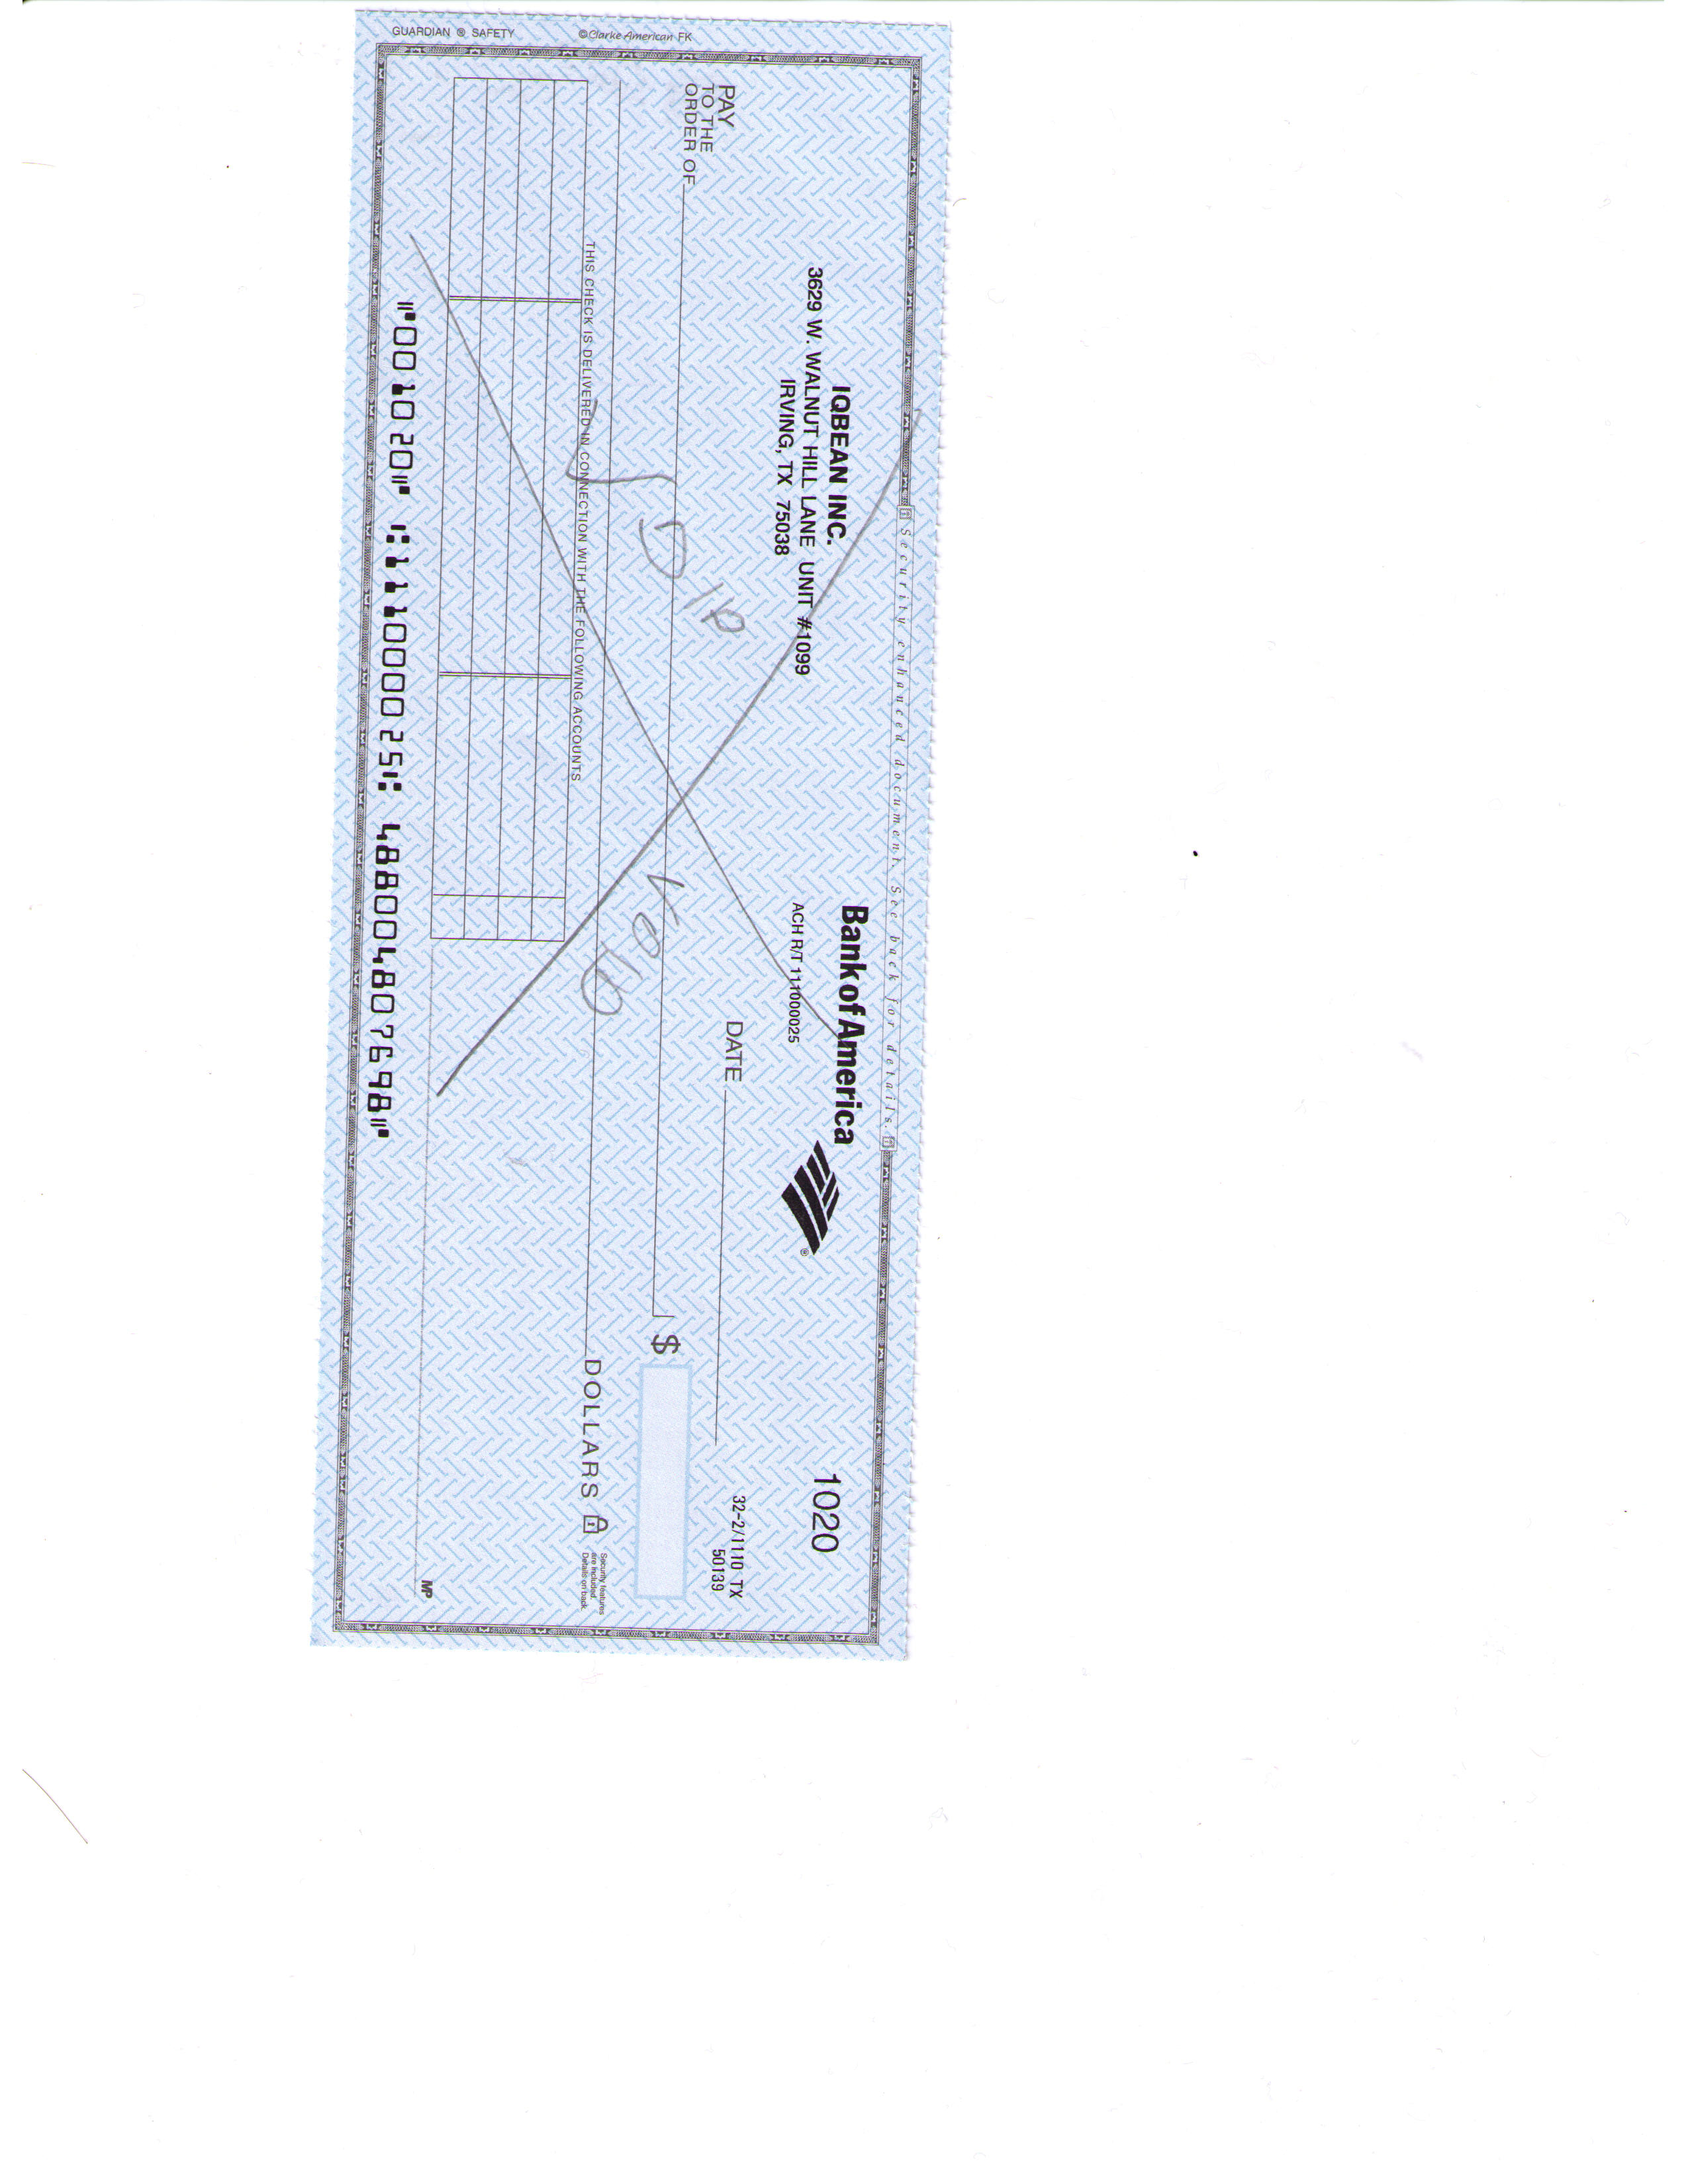 Security enhanced document. See back for details.
IQBEAN INC.
3629 W. WALNUT HILL LANE UNIT #1099
IRVING, TX 75038
Bank of America
ACH R/T 111000025
1020
32-2/1110 TX
50139
DATE
PAY
TO THE
ORDER OF
$
DOLLARS
Security features
are included.
Details on back.
THIS CHECK IS DELIVERED IN CONNECTION WITH THE FOLLOWING ACCOUNTS
MP
⑈001020⑈ ⑆111000025⑆ 488004807698⑈
GUARDIAN ® SAFETY
©Clarke American FK